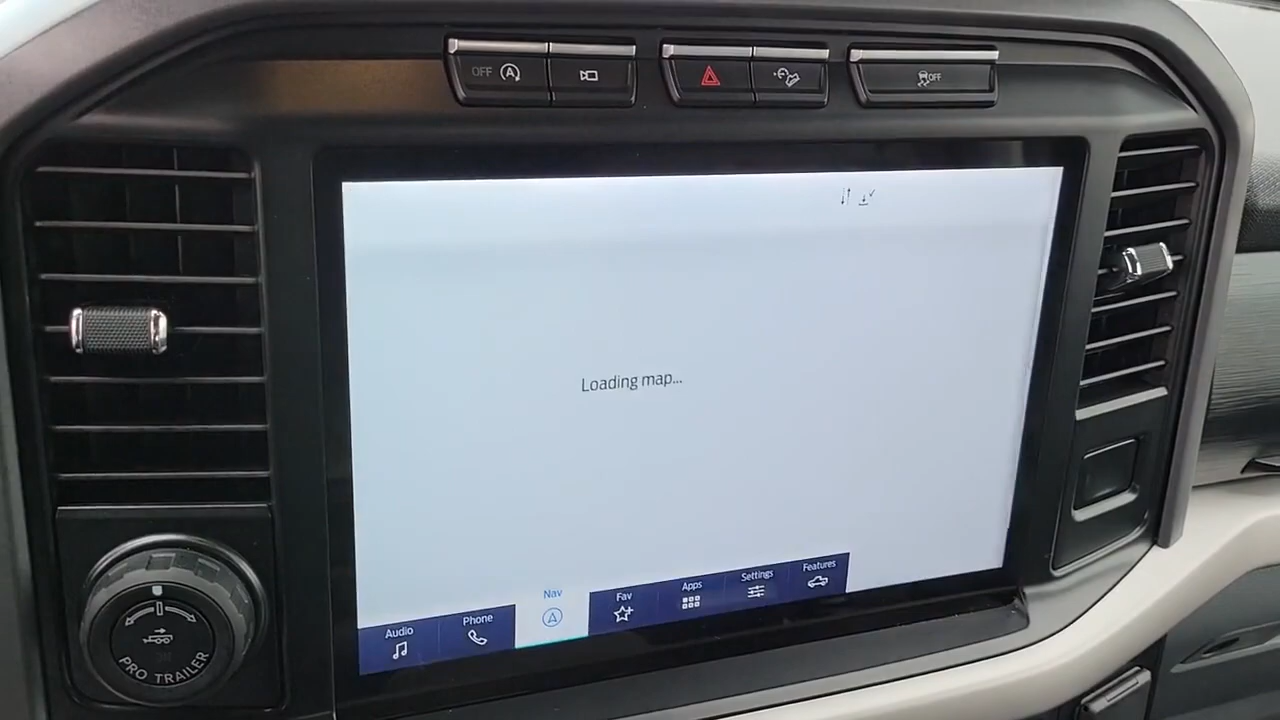 OFF
OFF
Loading map...
Audio
Phone
Nav
Fav
Apps
Settings
Features
PRO TRAILER